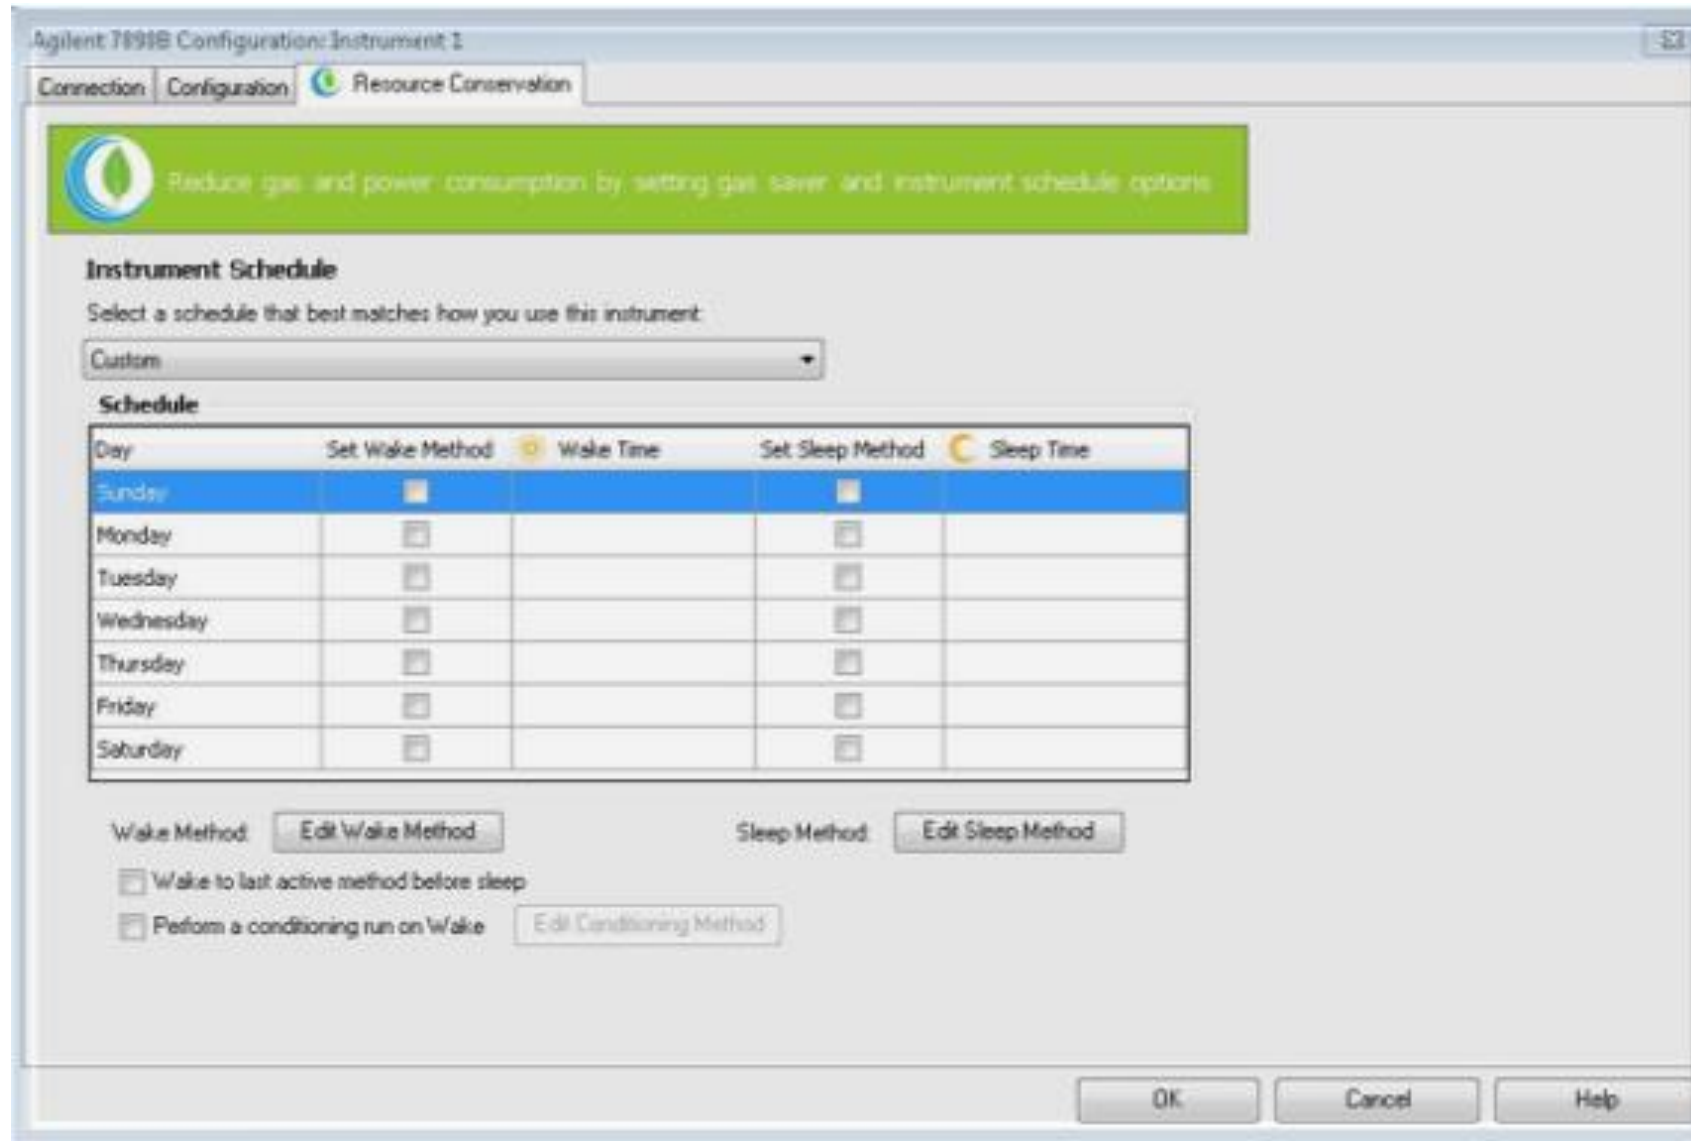 Agilent 7890B Configuration: Instrument 1
Connection Configuration Resource Conservation
Reduce gas and power consumption by setting gas saver and instrument schedule options
Instrument Schedule
Select a schedule that best matches how you use this instrument:
Custom
Schedule
Day Set Wake Method Wake Time Set Sleep Method Sleep Time
Sunday
Monday
Tuesday
Wednesday
Thursday
Friday
Saturday
Wake Method: Edit Wake Method Sleep Method: Edit Sleep Method
Wake to last active method before sleep
Perform a conditioning run on Wake Edit Conditioning Method
OK Cancel Help